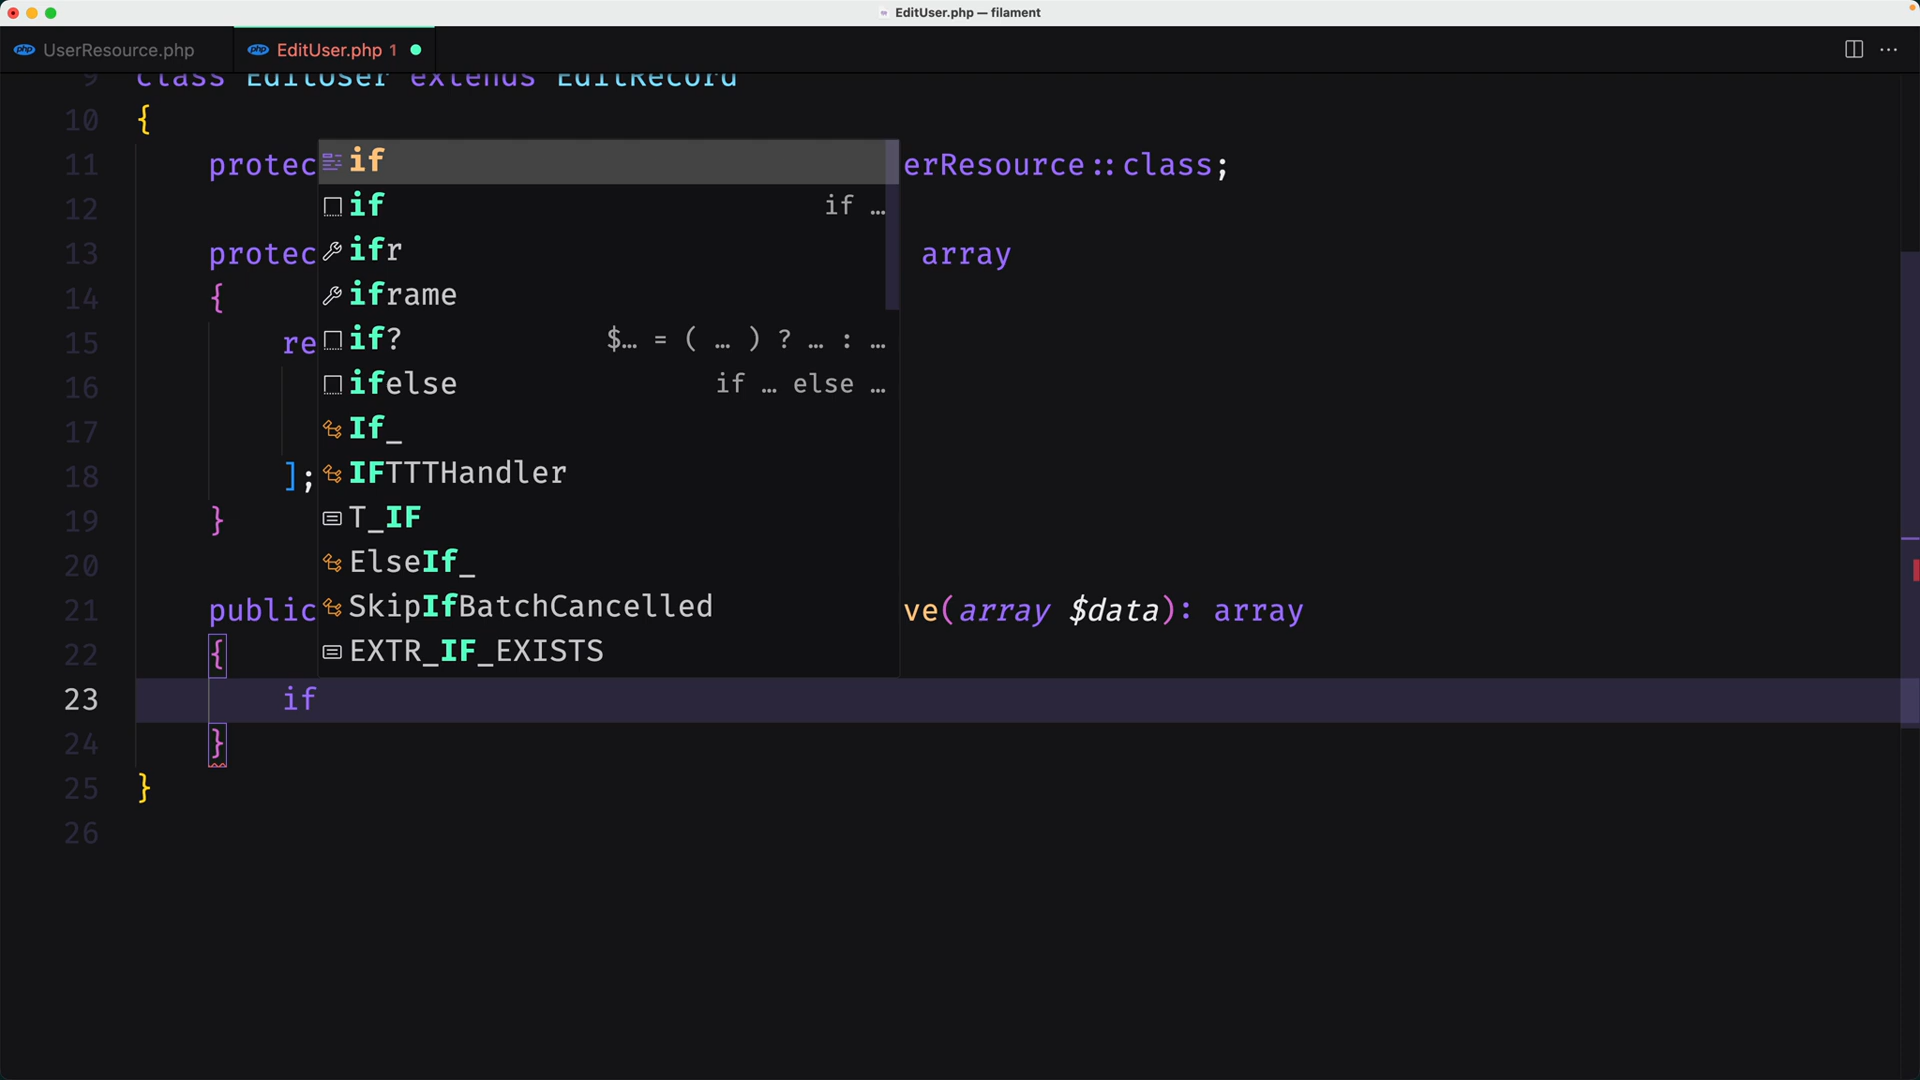 EditUser.php — filament
UserResource.php
EditUser.php 1
9 class EditUser extends EditRecord
10 {
11 protec erResource::class;
12
13 protec array
14 {
15 re
16
17
18 ];
19 }
20
21 public ve(array $data): array
22 {
23 if
24 }
25 }
26
if
if if …
ifr
iframe
if? $… = ( … ) ? … : …
ifelse if … else …
If_
IFTTTHandler
T_IF
ElseIf_
SkipIfBatchCancelled
EXTR_IF_EXISTS